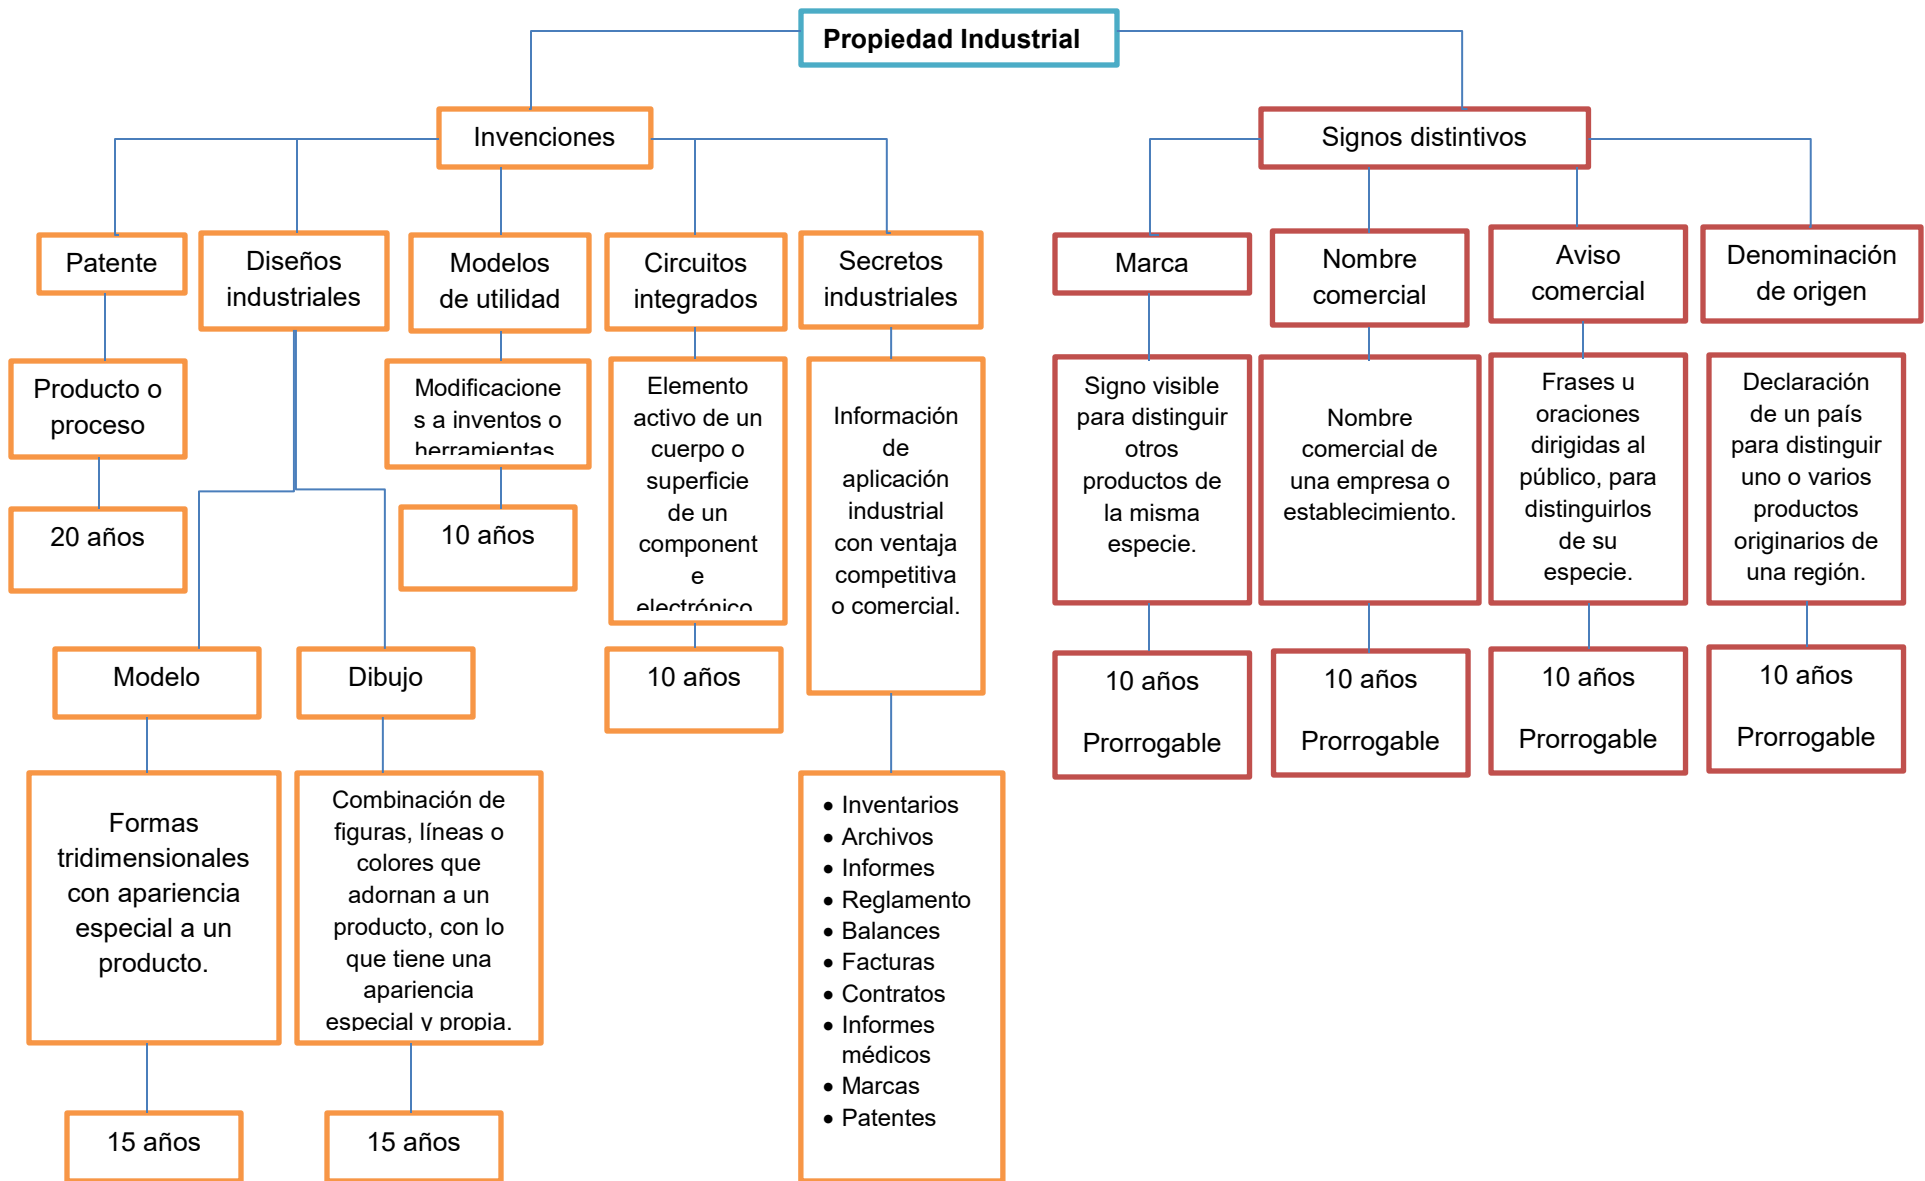 Propiedad Industrial
Invenciones
Signos distintivos
Patente
Diseños
industriales
Modelos
de utilidad
Circuitos
integrados
Secretos
industriales
Marca
Nombre
comercial
Aviso
comercial
Denominación
de origen
Producto o
proceso
Modificacione
s a inventos o
herramientas
Elemento
activo de un
cuerpo o
superficie
de un
component
e
electrónico
Información
de
aplicación
industrial
con ventaja
competitiva
o comercial.
Signo visible
para distinguir
otros
productos de
la misma
especie.
Nombre
comercial de
una empresa o
establecimiento.
Frases u
oraciones
dirigidas al
público, para
distinguirlos
de su
especie.
Declaración
de un país
para distinguir
uno o varios
productos
originarios de
una región.
20 años
10 años
10 años
10 años
Prorrogable
10 años
Prorrogable
10 años
Prorrogable
10 años
Prorrogable
Modelo
Dibujo
Formas
tridimensionales
con apariencia
especial a un
producto.
Combinación de
figuras, líneas o
colores que
adornan a un
producto, con lo
que tiene una
apariencia
especial y propia.
• Inventarios
• Archivos
• Informes
• Reglamento
• Balances
• Facturas
• Contratos
• Informes
médicos
• Marcas
• Patentes
15 años
15 años